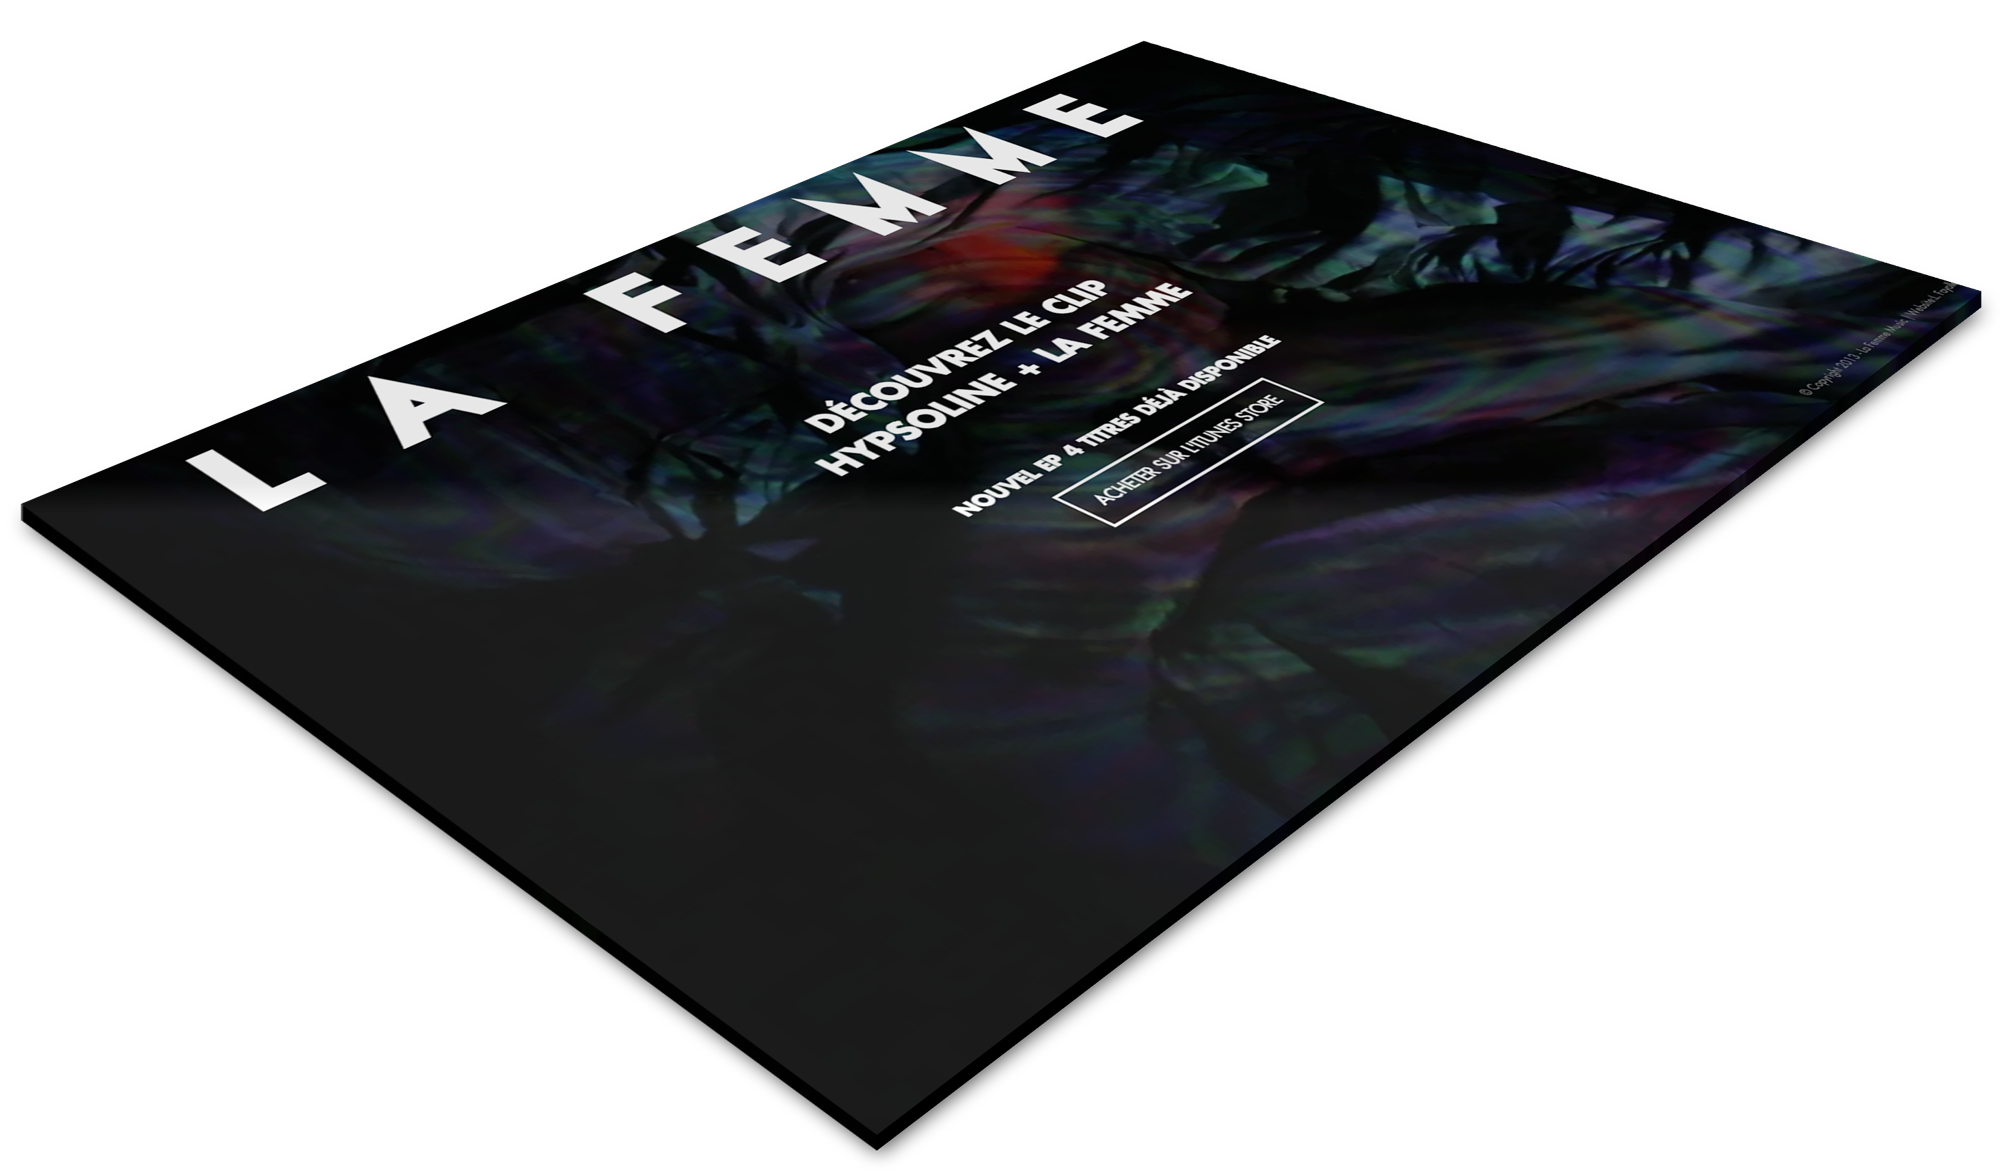 LA FEMME
DÉCOUVREZ LE CLIP
HYPSOLINE + LA FEMME
NOUVEL EP 4 TITRES DÉJÀ DISPONIBLE
ACHETER SUR L'ITUNES STORE
© Copyright 2013 . La Femme Music | Website L.